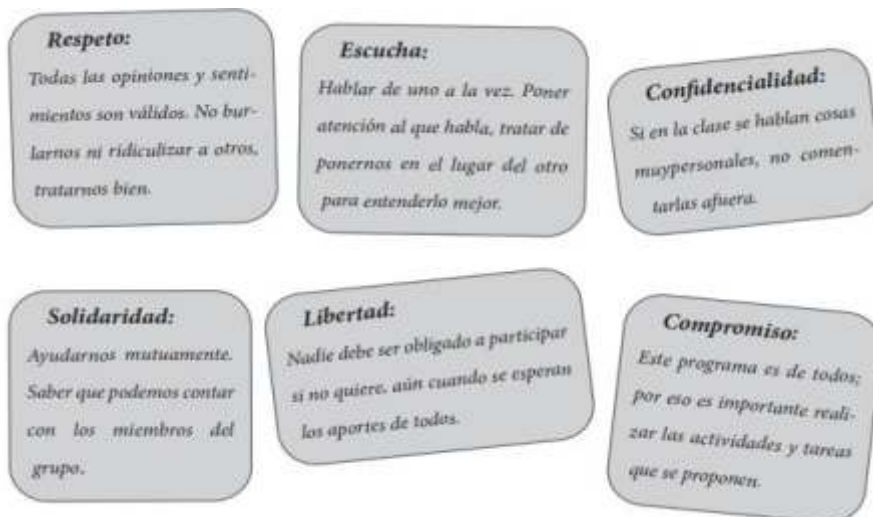 Respeto:
Todas las opiniones y senti-
mientos son válidos. No bur-
larnos ni ridiculizar a otros,
tratarnos bien.
Escucha:
Hablar de uno a la vez. Poner
atención al que habla, tratar de
ponernos en el lugar del otro
para entenderlo mejor.
Confidencialidad:
Si en la clase se hablan cosas
muypersonales, no comen-
tarlas afuera.
Solidaridad:
Ayudarnos mutuamente.
Saber que podemos contar
con los miembros del
grupo.
Libertad:
Nadie debe ser obligado a participar
si no quiere, aún cuando se esperan
los aportes de todos.
Compromiso:
Este programa es de todos;
por eso es importante reali-
zar las actividades y tareas
que se proponen.